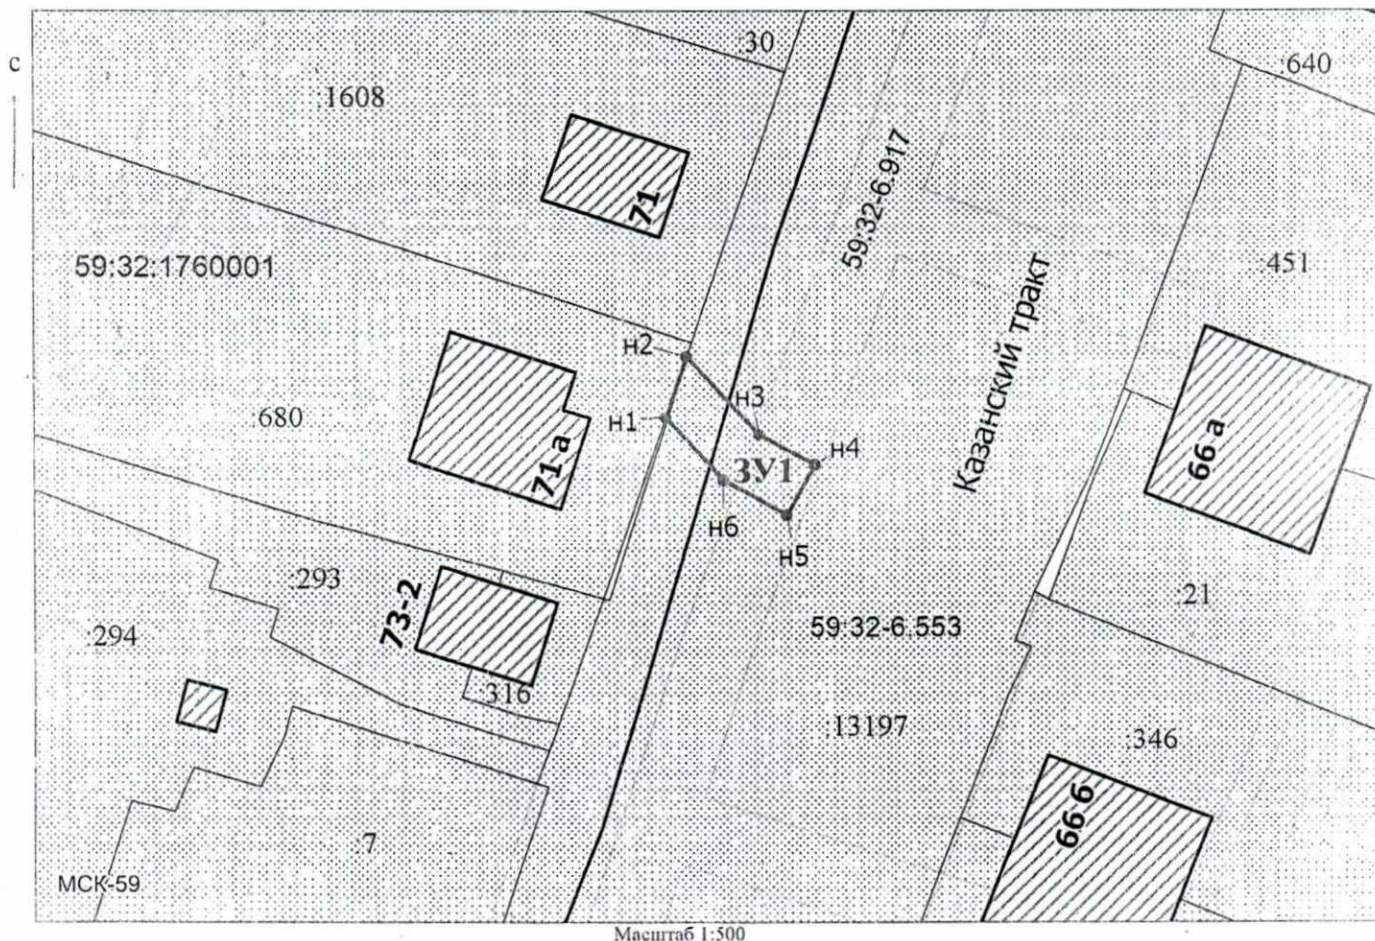 с
30
:640
:1608
71
59:32-6.917
59:32:1760001
:451
Казанский тракт
н2
680
н1
н3
н4
71 а
ЗУ1
66 а
н6
н5
:293
73-2
:21
:294
59:32-6.553
:316
:13197
:346
66 б
:7
МСК-59
Масштаб 1:500